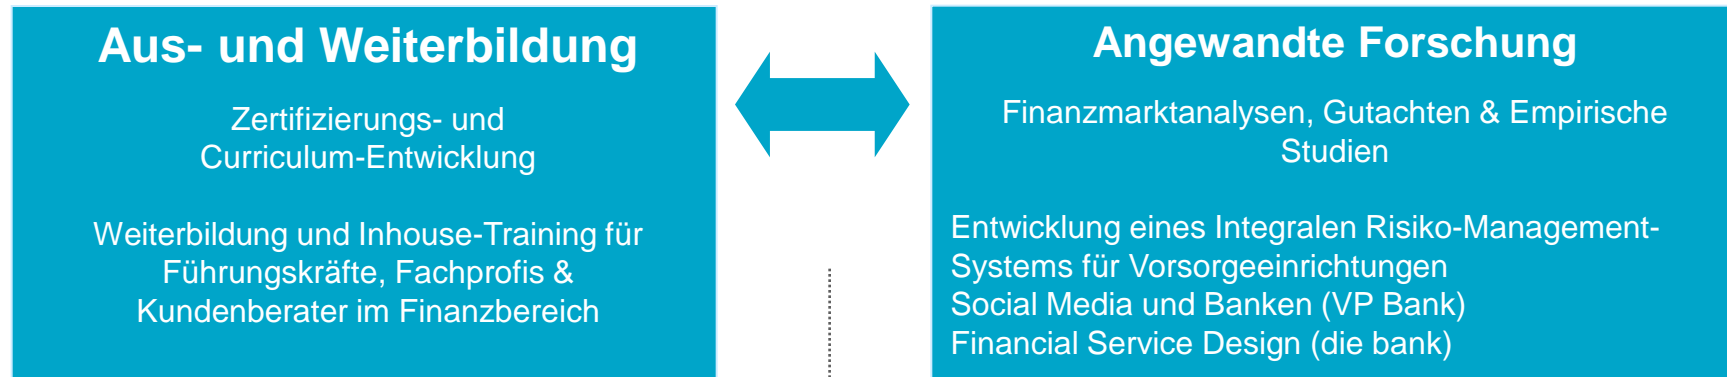 Aus- und Weiterbildung
Zertifizierungs- und
Curriculum-Entwicklung
Weiterbildung und Inhouse-Training für
Führungskräfte, Fachprofis &
Kundenberater im Finanzbereich
Angewandte Forschung
Finanzmarktanalysen, Gutachten & Empirische
Studien
Entwicklung eines Integralen Risiko-Management-
Systems für Vorsorgeeinrichtungen
Social Media und Banken (VP Bank)
Financial Service Design (die bank)